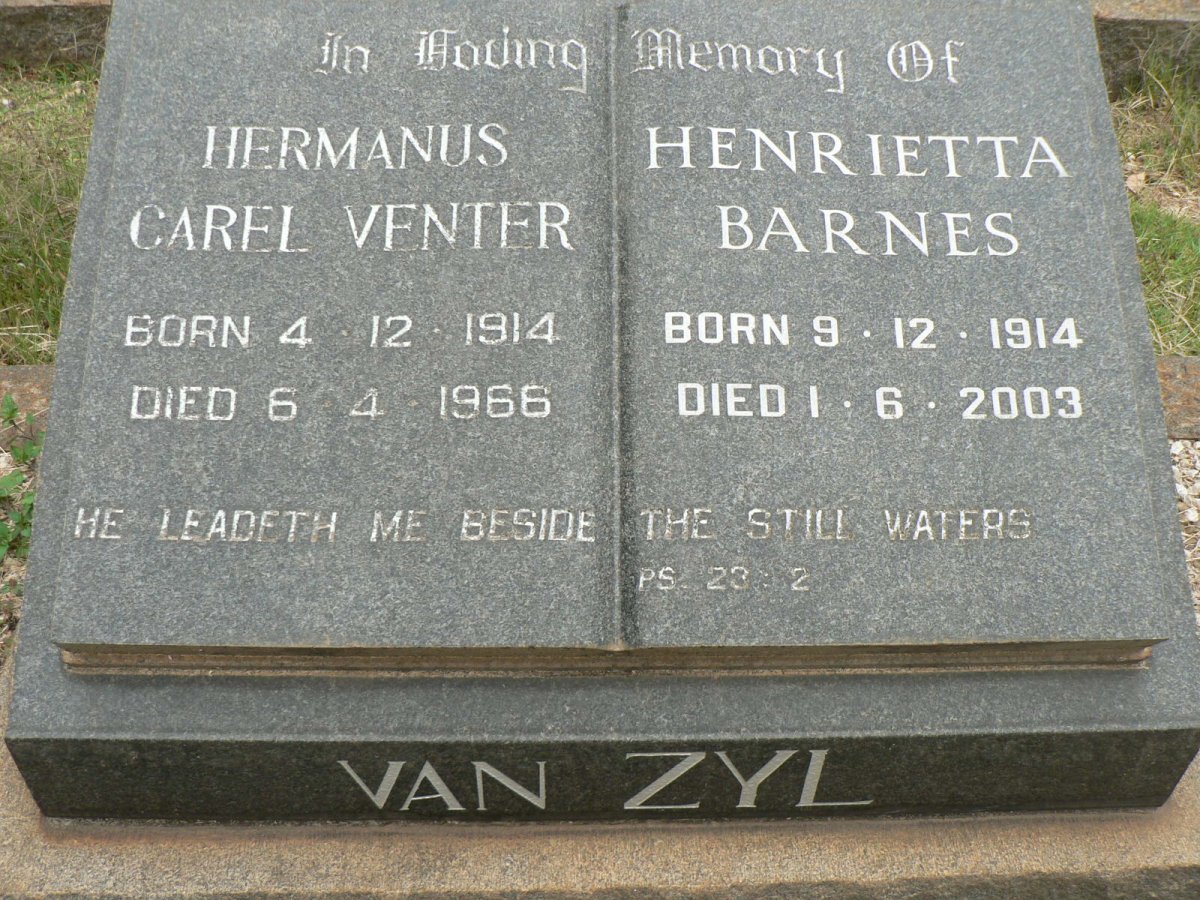 In Loving Memory Of
HERMANUS
CAREL VENTER
BORN 4 · 12 · 1914
DIED 6 · 4 · 1966
HENRIETTA
BARNES
BORN 9 · 12 · 1914
DIED 1 · 6 · 2003
HE LEADETH ME BESIDE THE STILL WATERS
PS. 23 : 2
VAN ZYL